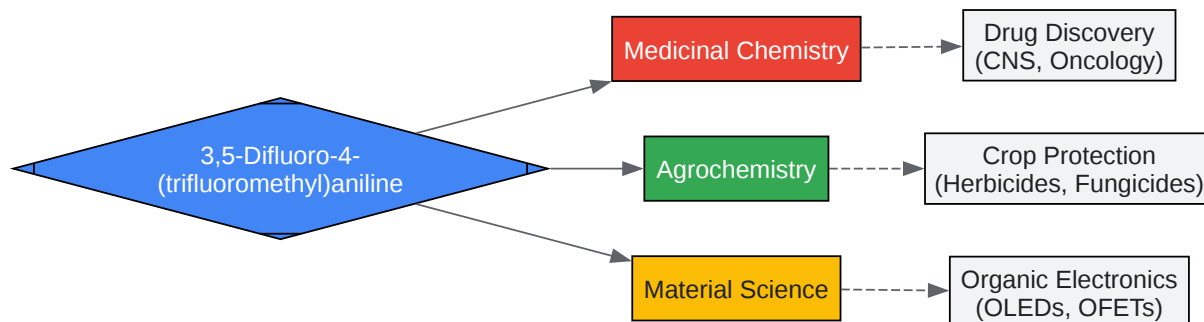 3,5-Difluoro-4-
(trifluoromethyl)aniline
Medicinal Chemistry
Drug Discovery
(CNS, Oncology)
Agrochemistry
Crop Protection
(Herbicides, Fungicides)
Material Science
Organic Electronics
(OLEDs, OFETs)